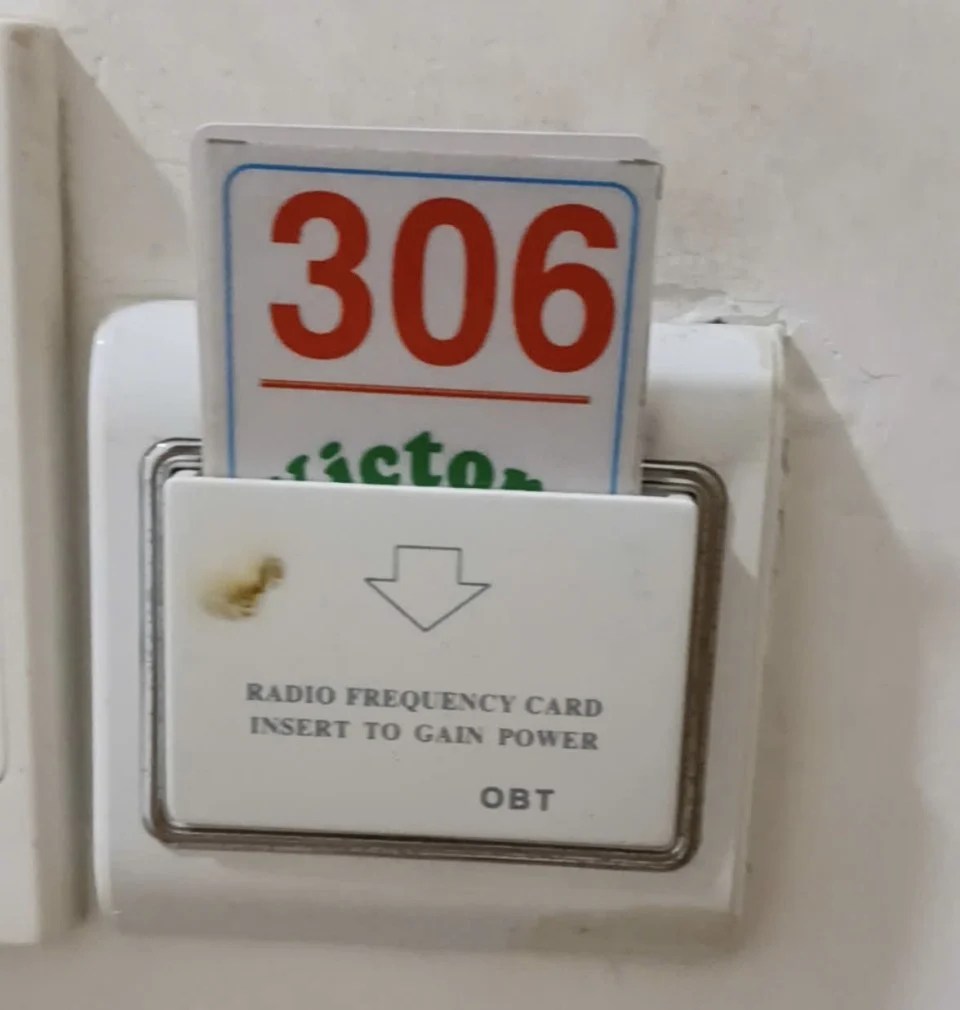 306
RADIO FREQUENCY CARD
INSERT TO GAIN POWER
OBT